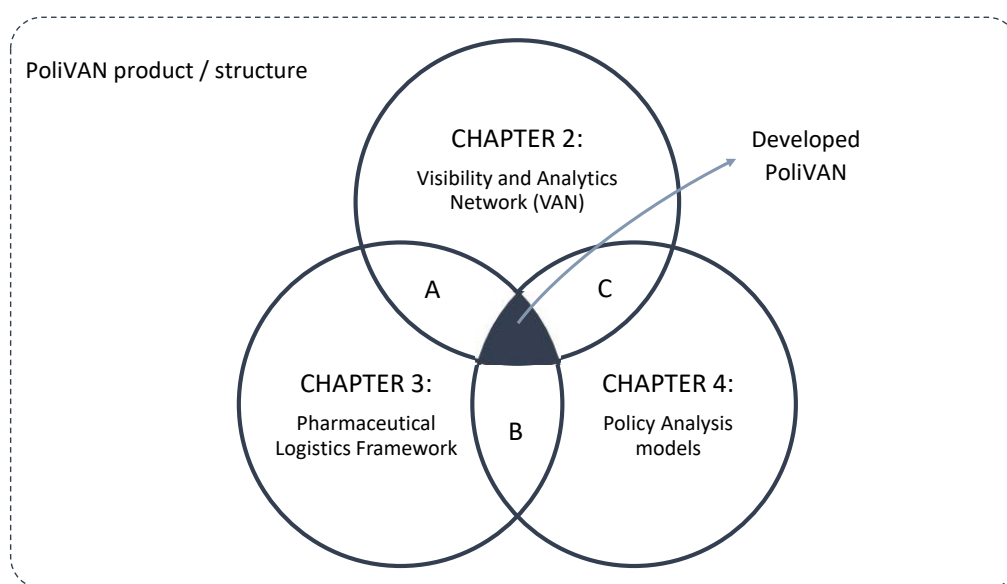 PoliVAN product / structure
CHAPTER 2:
Visibility and Analytics
Network (VAN)
Developed
PoliVAN
A
C
CHAPTER 3:
Pharmaceutical
Logistics Framework
B
CHAPTER 4:
Policy Analysis
models